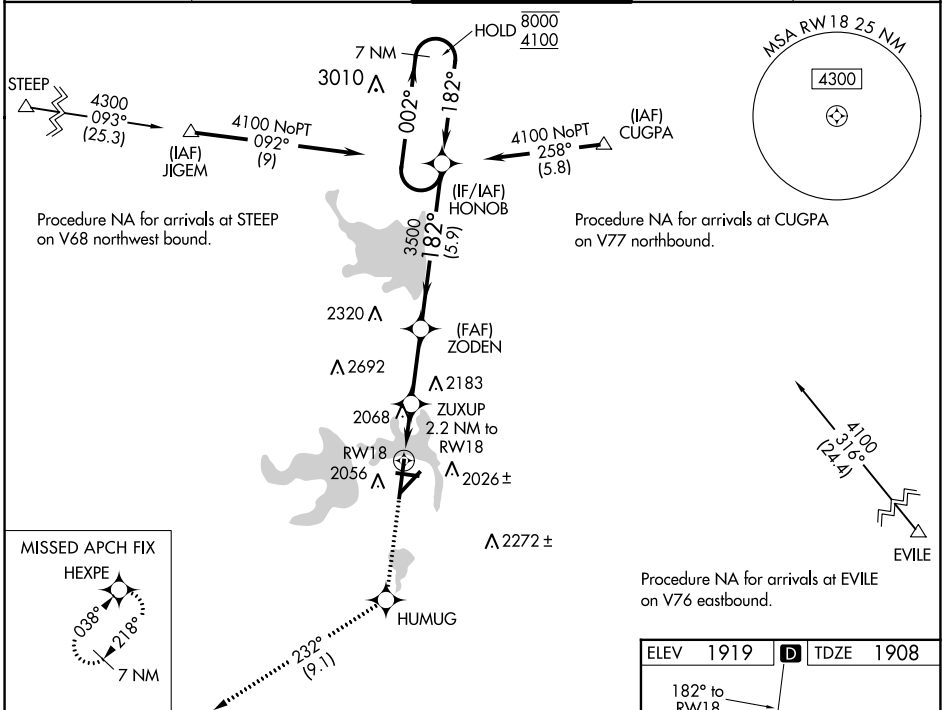 HOLD 8000
4100
7 NM
MSA RW18 25 NM
4300
3010
STEEP
4300
093°
(25.3)
(IAF)
JIGEM
4100 NoPT
092°
(9)
002°
182°
4100 NoPT
258°
(5.8)
(IAF)
CUGPA
(IF/IAF)
HONOB
Procedure NA for arrivals at STEEP
on V68 northwest bound.
Procedure NA for arrivals at CUGPA
on V77 northbound.
3500
182°
(5.9)
2320
(FAF)
ZODEN
2692
2183
2068
ZUXUP
2.2 NM to
RW18
RW18
2056
2026±
4100
316°
(24.4)
EVILE
2272±
Procedure NA for arrivals at EVILE
on V76 eastbound.
MISSED APCH FIX
HEXPE
038°
218°
7 NM
HUMUG
232°
(9.1)
ELEV 1919 D TDZE 1908
182° to
RW18